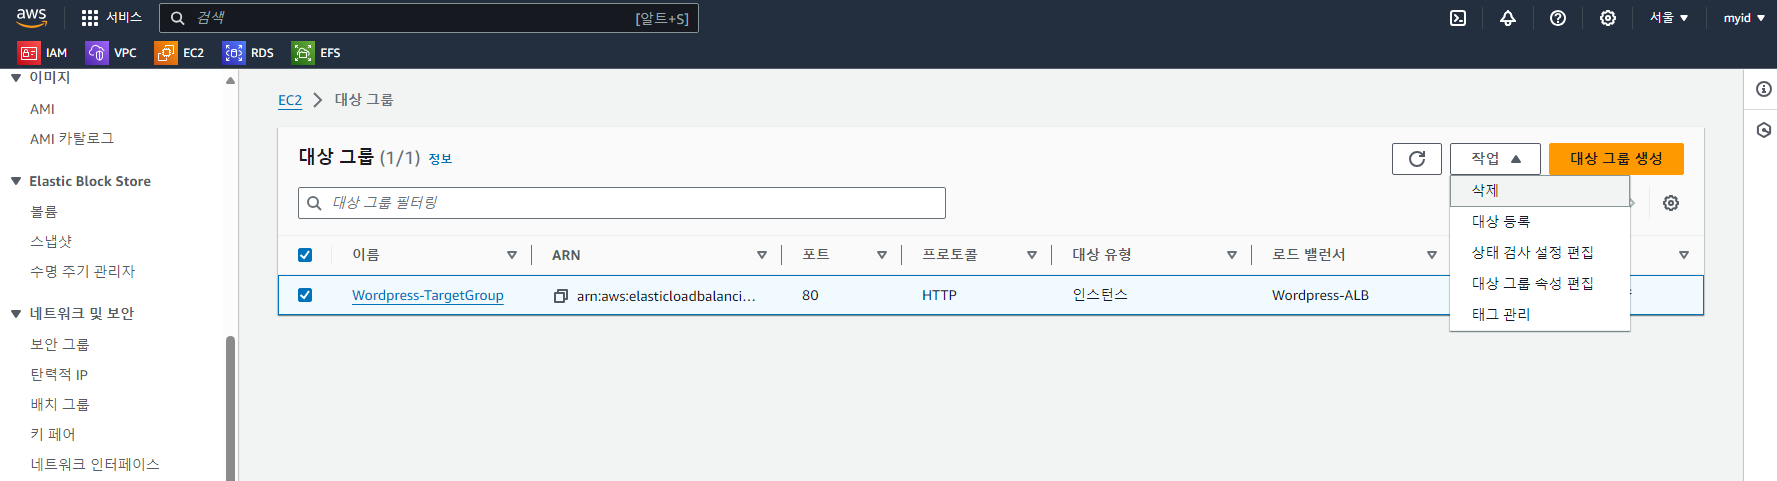 aws 서비스 검색 [알트+S] 서울 ▼ myid ▼
IAM VPC EC2 RDS EFS
▼ 이미지
AMI
AMI 카탈로그
▼ Elastic Block Store
볼륨
스냅샷
수명 주기 관리자
▼ 네트워크 및 보안
보안 그룹
탄력적 IP
배치 그룹
키 페어
네트워크 인터페이스
EC2 > 대상 그룹
대상 그룹 (1/1) 정보
작업 ▲ 대상 그룹 생성
대상 그룹 필터링
삭제
대상 등록
상태 검사 설정 편집
대상 그룹 속성 편집
태그 관리
이름 ARN 포트 프로토콜 대상 유형 로드 밸런서
Wordpress-TargetGroup arn:aws:elasticloadbalanci... 80 HTTP 인스턴스 Wordpress-ALB